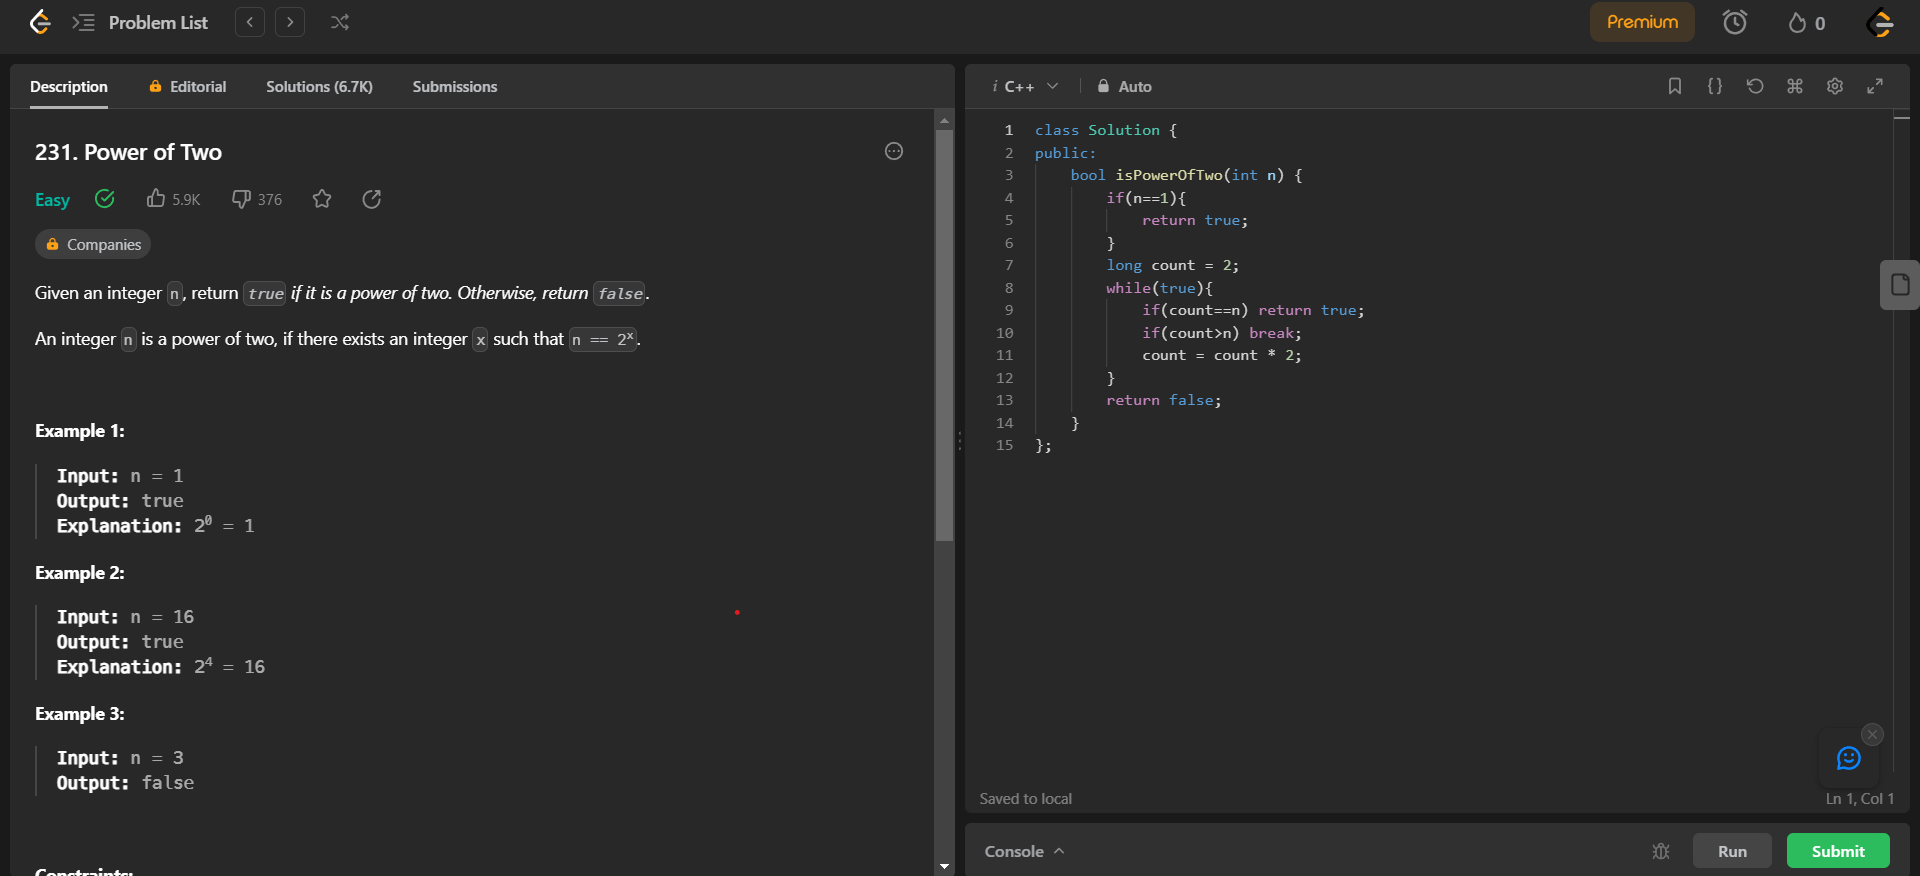 Problem List
Premium
0
Description
Editorial
Solutions (6.7K)
Submissions
231. Power of Two
Easy
5.9K
376
Companies
Given an integer n, return true if it is a power of two. Otherwise, return false.
An integer n is a power of two, if there exists an integer x such that n == 2ˣ.
Example 1:
Input: n = 1
Output: true
Explanation: 2⁰ = 1
Example 2:
Input: n = 16
Output: true
Explanation: 2⁴ = 16
Example 3:
Input: n = 3
Output: false
Constraints:
i C++
Auto
1 class Solution {
2 public:
3     bool isPowerOfTwo(int n) {
4         if(n==1){
5             return true;
6         }
7         long count = 2;
8         while(true){
9             if(count==n) return true;
10             if(count>n) break;
11             count = count * 2;
12         }
13         return false;
14     }
15 };
Saved to local
Ln 1, Col 1
Console
Run
Submit